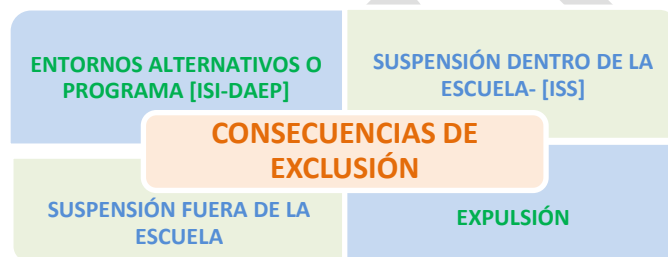 ENTORNOS ALTERNATIVOS O
PROGRAMA [ISI-DAEP]
SUSPENSIÓN DENTRO DE LA
ESCUELA- [ISS]
CONSECUENCIAS DE
EXCLUSIÓN
SUSPENSIÓN FUERA DE LA
ESCUELA
EXPULSIÓN